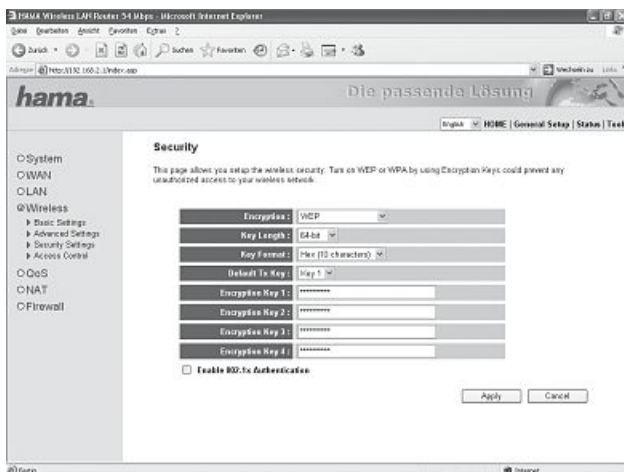 HAMA Wireless LAN Router 54 Mbps - Microsoft Internet Explorer
Datei Bearbeiten Ansicht Favoriten Extras ?
Zurück Suchen Favoriten
Adresse http://192.168.2.1/index.asp Wechseln zu Links
hama.
Die passende Lösung
English HOME | General Setup | Status | Tool
System
WAN
LAN
Wireless
Basic Settings
Advanced Settings
Security Settings
Access Control
QoS
NAT
Firewall
Security
This page allows you setup the wireless security. Turn on WEP or WPA by using Encryption Keys could prevent any
unauthorized access to your wireless network.
Encryption : WEP
Key Length : 64-bit
Key Format : Hex (10 characters)
Default Tx Key : Key 1
Encryption Key 1 : **********
Encryption Key 2 : **********
Encryption Key 3 : **********
Encryption Key 4 : **********
Enable 802.1x Authentication
Apply Cancel
Fertig Internet